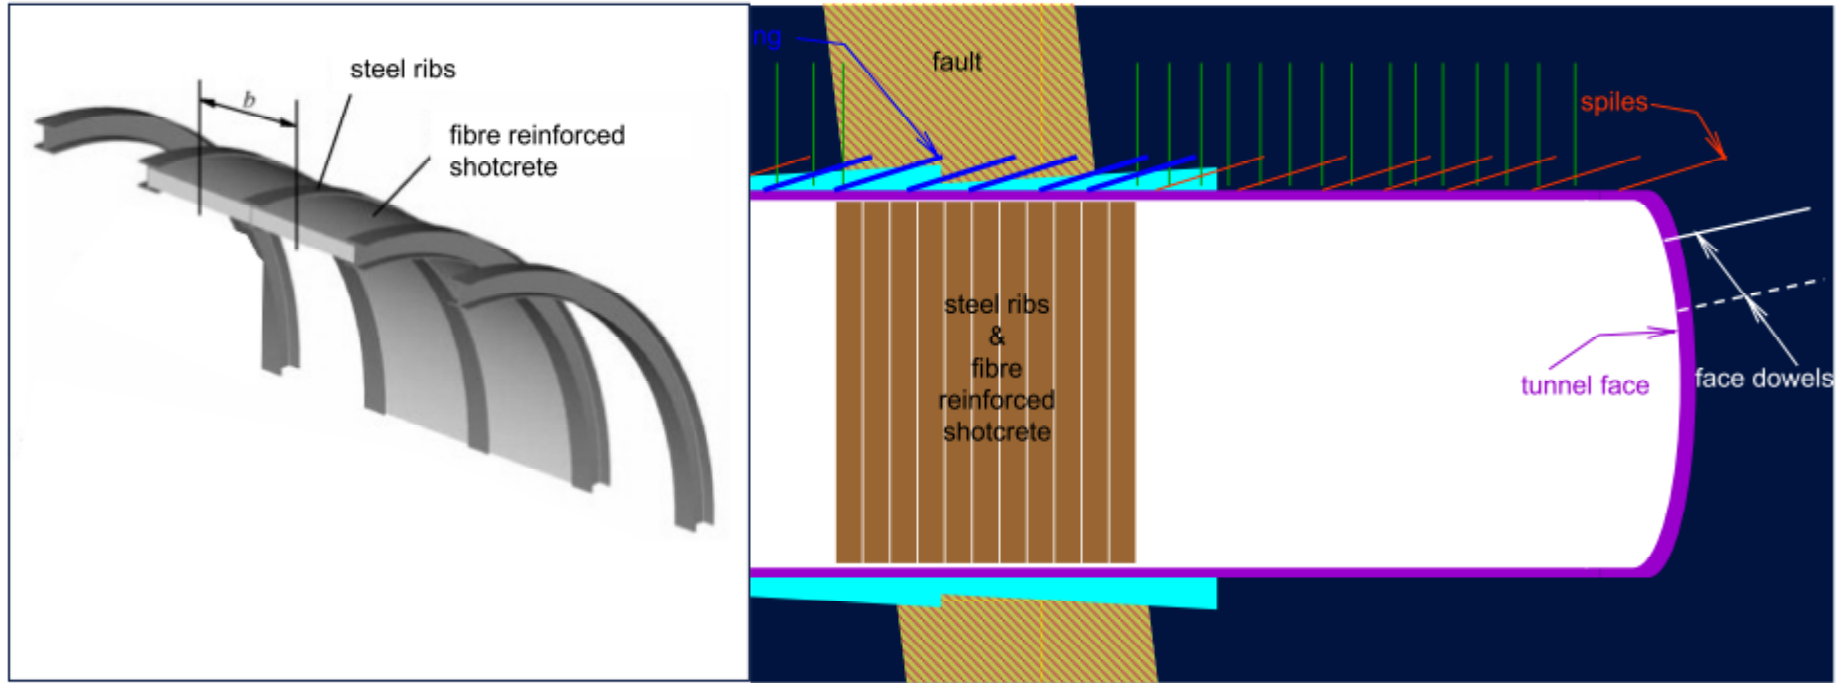 steel ribs
b
fibre reinforced
shotcrete
ng
fault
spiles
steel ribs
&
fibre
reinforced
shotcrete
tunnel face
face dowels